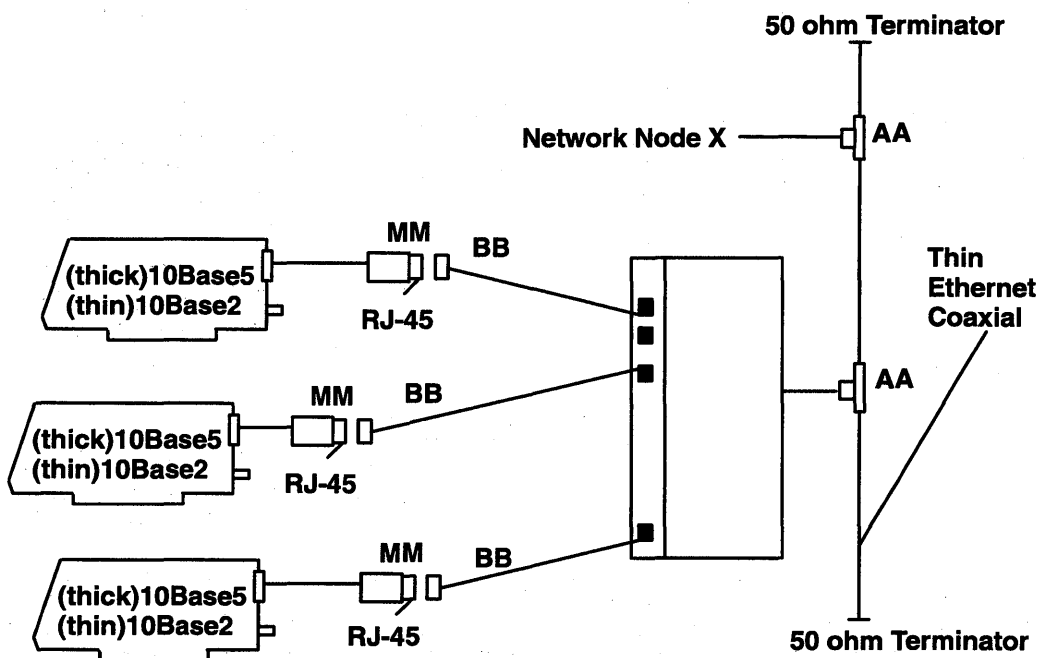 50 ohm Terminator
Network Node X
AA
MM
BB
(thick)10Base5
(thin)10Base2
RJ-45
Thin
Ethernet
Coaxial
MM
BB
AA
(thick)10Base5
(thin)10Base2
RJ-45
MM
BB
(thick)10Base5
(thin)10Base2
RJ-45
50 ohm Terminator